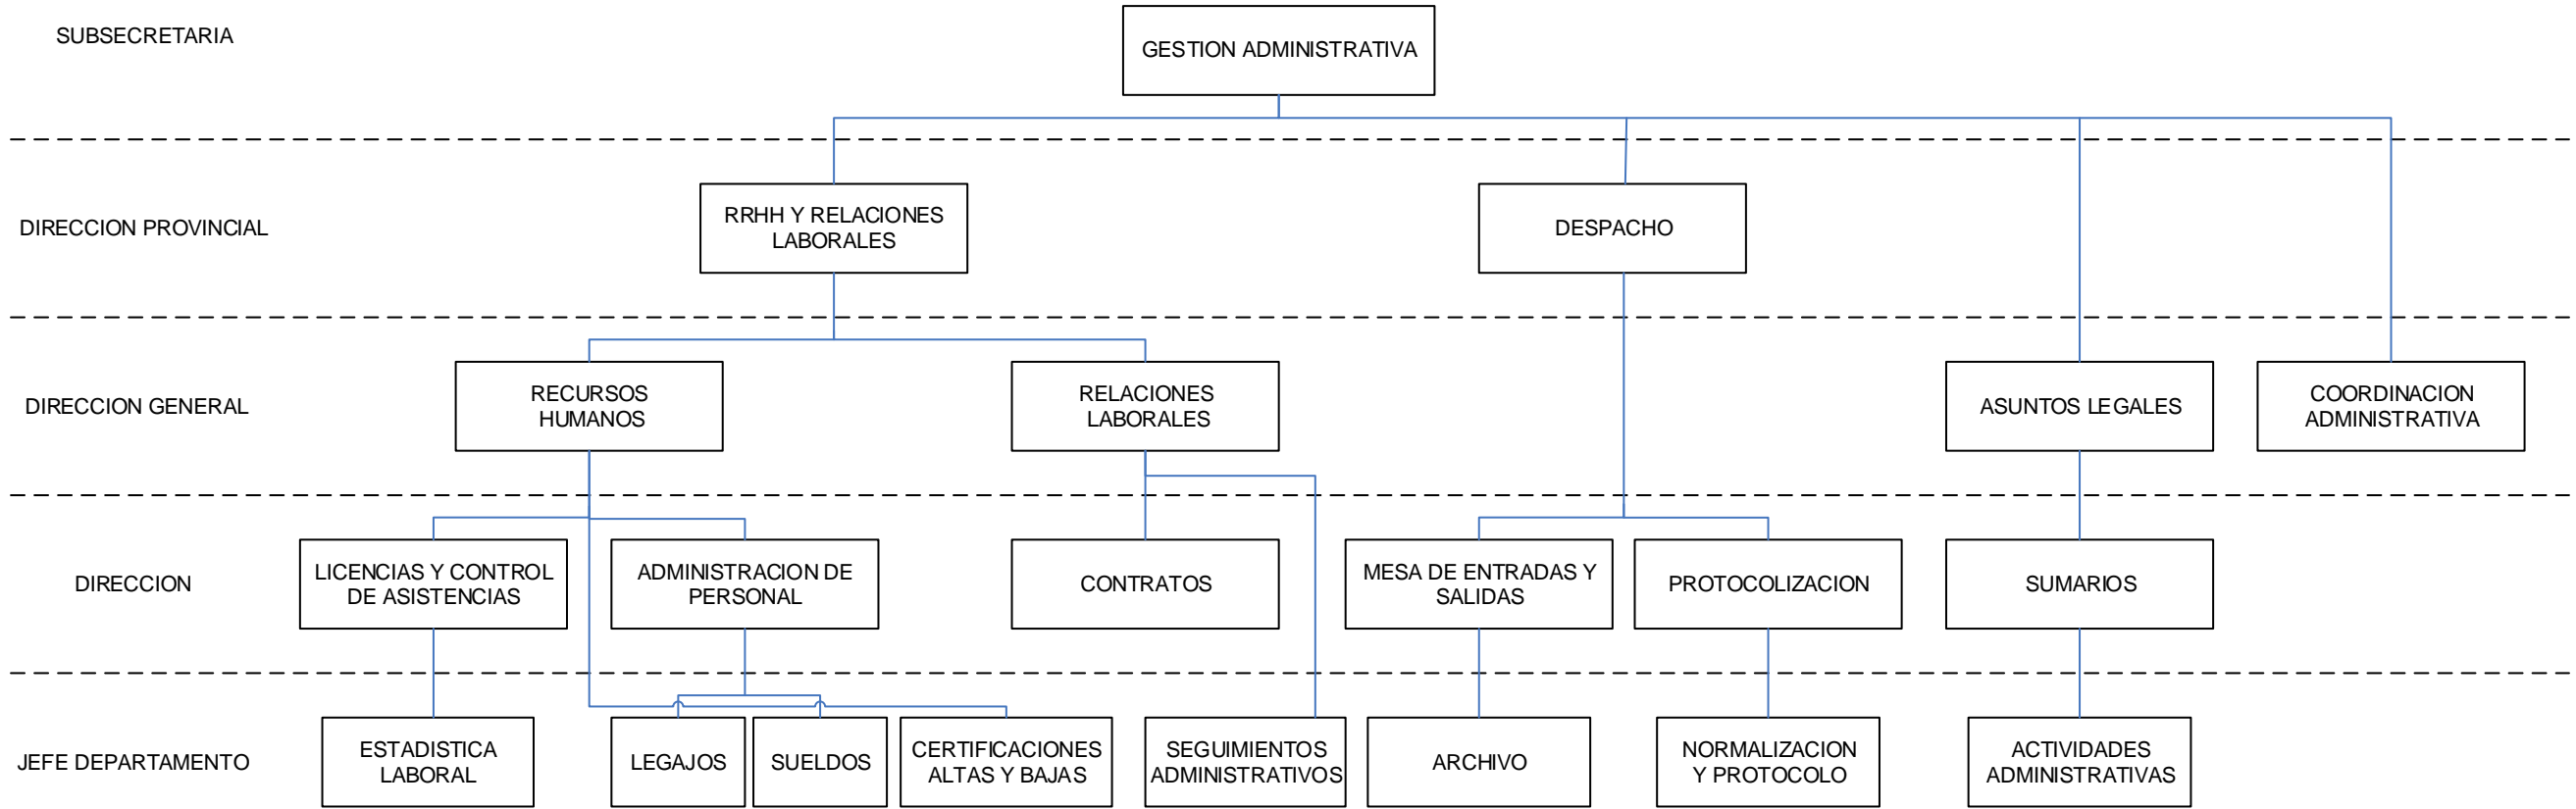 SUBSECRETARIA
GESTION ADMINISTRATIVA
DIRECCION PROVINCIAL
RRHH Y RELACIONES
LABORALES
DESPACHO
DIRECCION GENERAL
RECURSOS
HUMANOS
RELACIONES
LABORALES
ASUNTOS LEGALES
COORDINACION
ADMINISTRATIVA
DIRECCION
LICENCIAS Y CONTROL
DE ASISTENCIAS
ADMINISTRACION DE
PERSONAL
CONTRATOS
MESA DE ENTRADAS Y
SALIDAS
PROTOCOLIZACION
SUMARIOS
JEFE DEPARTAMENTO
ESTADISTICA
LABORAL
LEGAJOS
SUELDOS
CERTIFICACIONES
ALTAS Y BAJAS
SEGUIMIENTOS
ADMINISTRATIVOS
ARCHIVO
NORMALIZACION
Y PROTOCOLO
ACTIVIDADES
ADMINISTRATIVAS